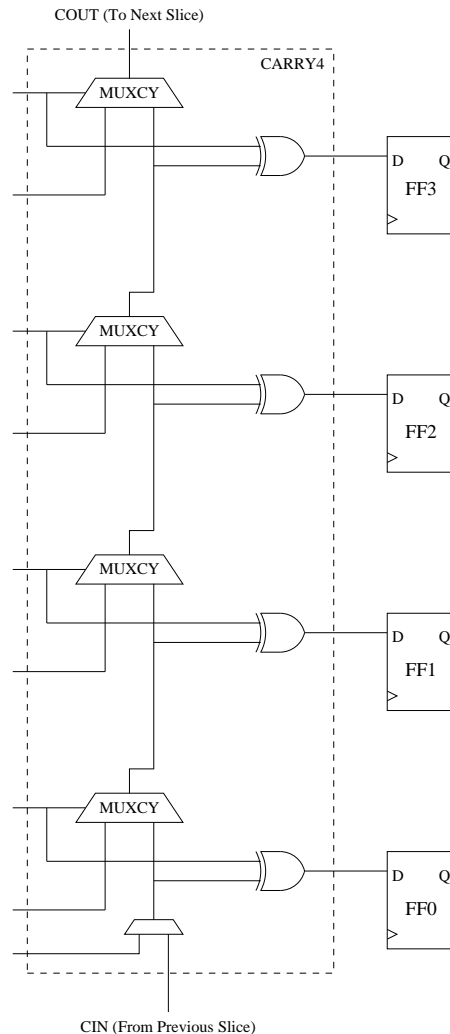 COUT (To Next Slice)
CARRY4
MUXCY
D Q
FF3
MUXCY
D Q
FF2
MUXCY
D Q
FF1
MUXCY
D Q
FF0
CIN (From Previous Slice)